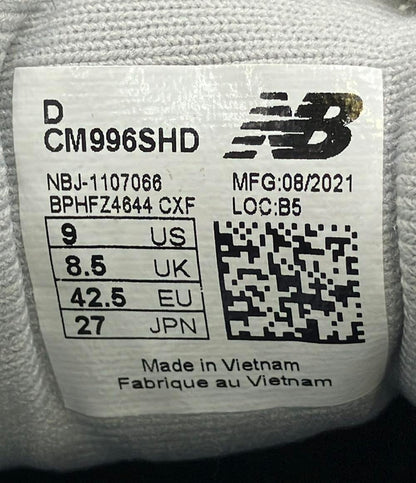 D
CM996SHD
NB
NBJ-1107066
MFG:08/2021
BPHFZ4644 CXF
LOC:B5
9 US
8.5 UK
42.5 EU
27 JPN
Made in Vietnam
Fabrique au Vietnam